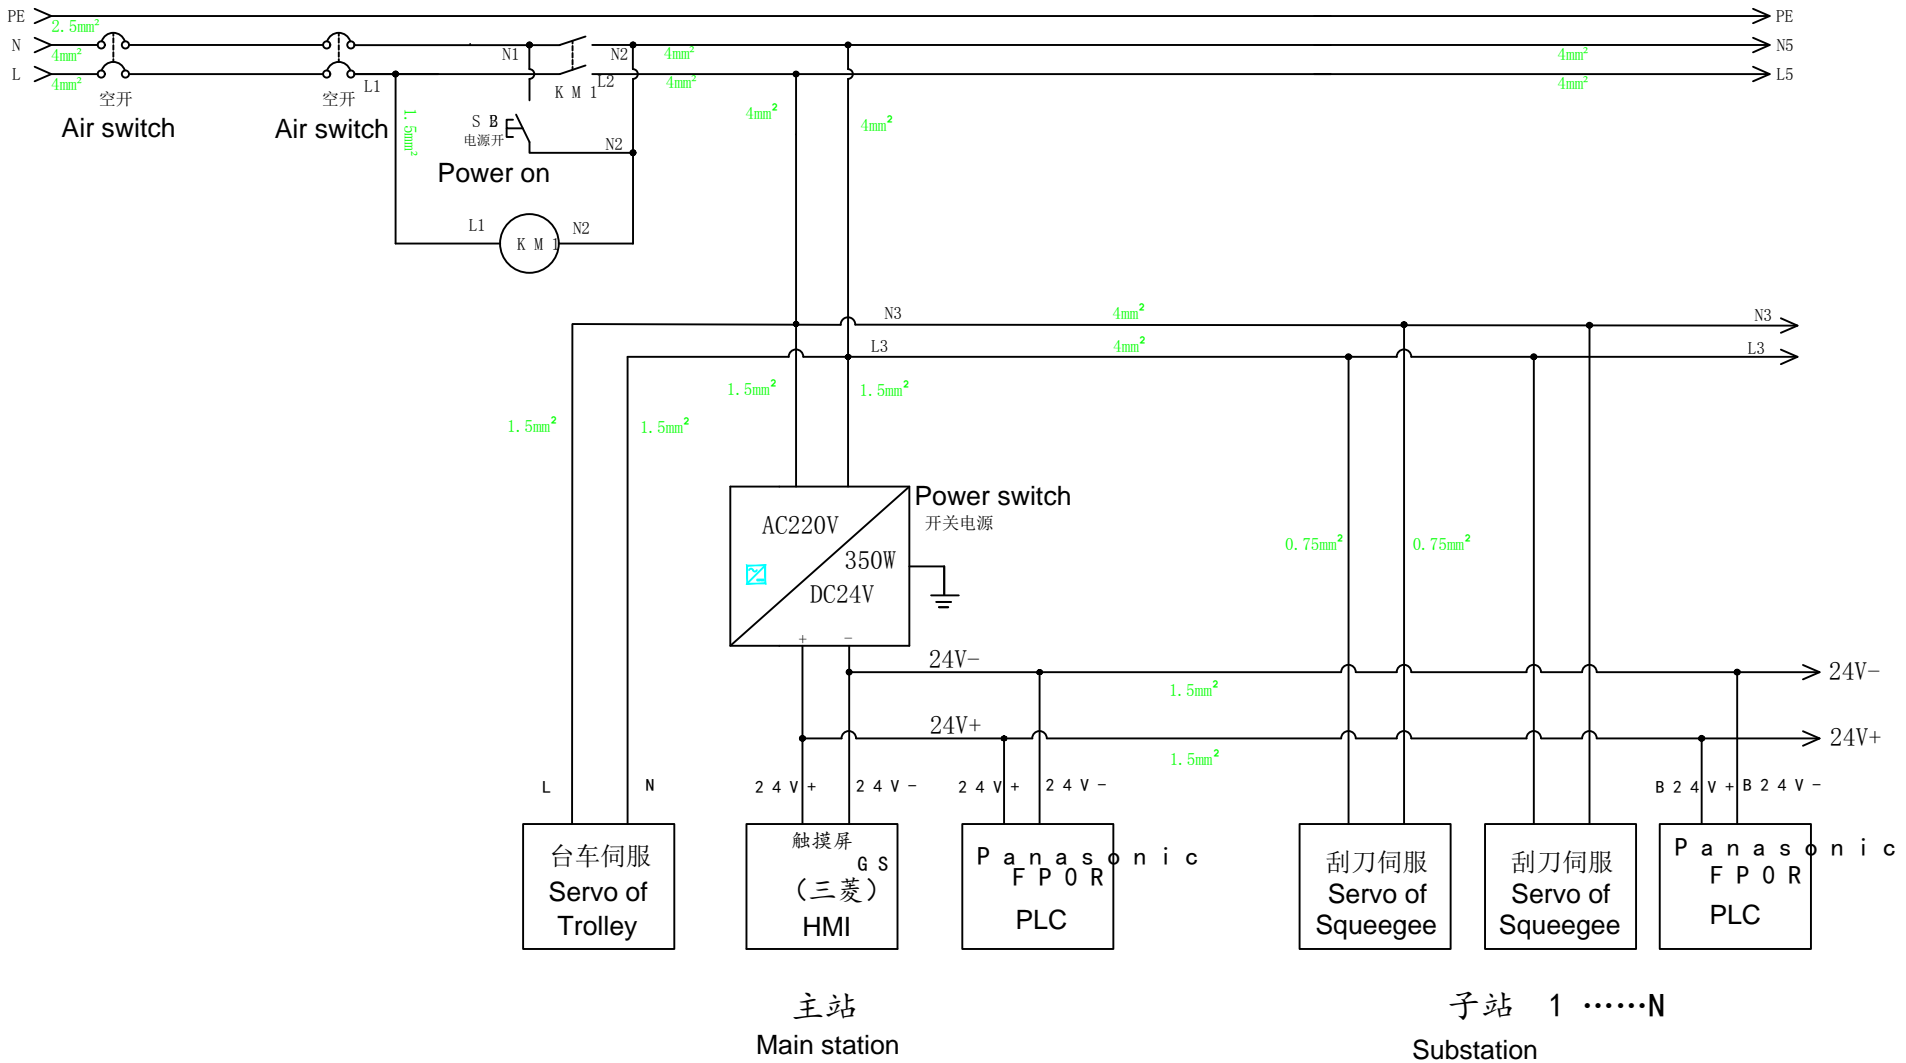 PE
2.5mm²
PE
N
4mm²
N1
N2
4mm²
4mm²
N5
L
4mm²
L1
K M 1
L2
4mm²
4mm²
L5
空开
空开
Air switch
Air switch
1.5mm²
S B
电源开
N2
Power on
4mm²
4mm²
L1
K M 1
N2
N3
4mm²
N3
L3
4mm²
L3
1.5mm²
1.5mm²
1.5mm²
1.5mm²
Power switch
开关电源
AC220V
350W
DC24V
+
−
0.75mm²
0.75mm²
24V−
1.5mm²
24V−
24V+
1.5mm²
24V+
L
N
24V+
24V−
24V+
24V−
B24V+
B24V−
台车伺服
Servo of
Trolley
触摸屏
GS
（三菱）
HMI
Panasonic
FP0R
PLC
刮刀伺服
Servo of
Squeegee
刮刀伺服
Servo of
Squeegee
Panasonic
FP0R
PLC
主站
Main station
子站 1 ······N
Substation